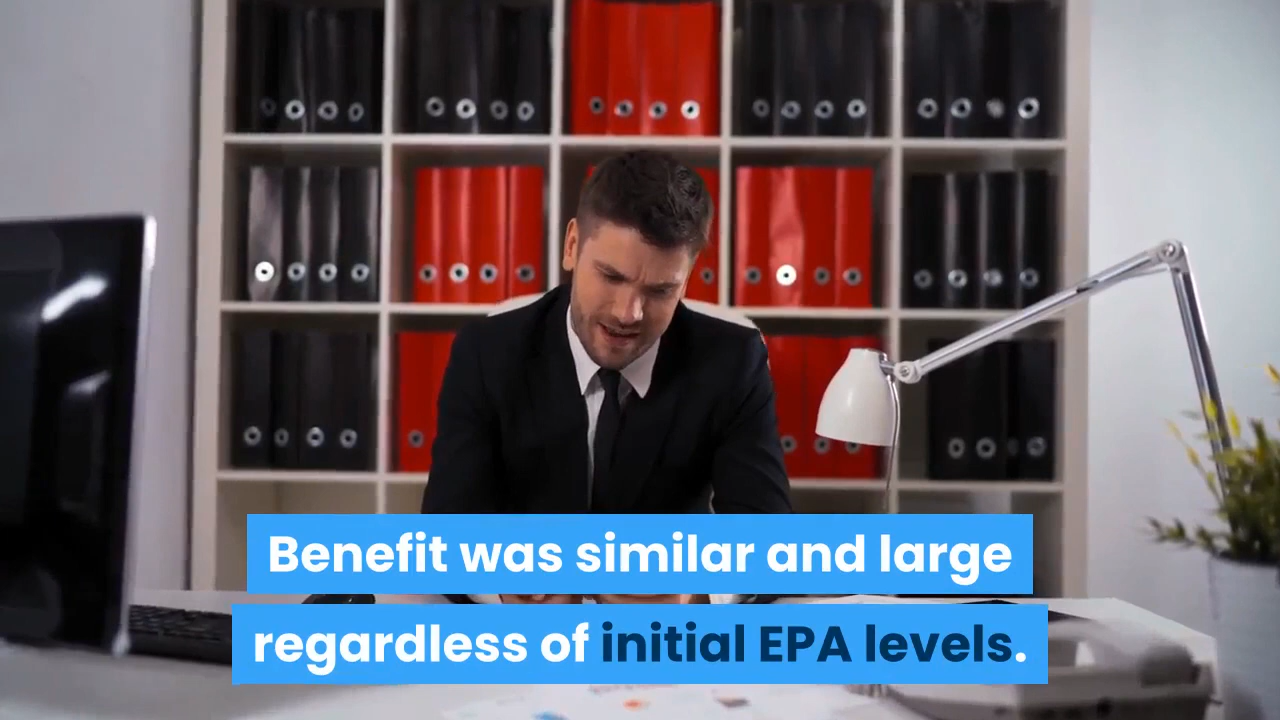 Benefit was similar and large
regardless of initial EPA levels.